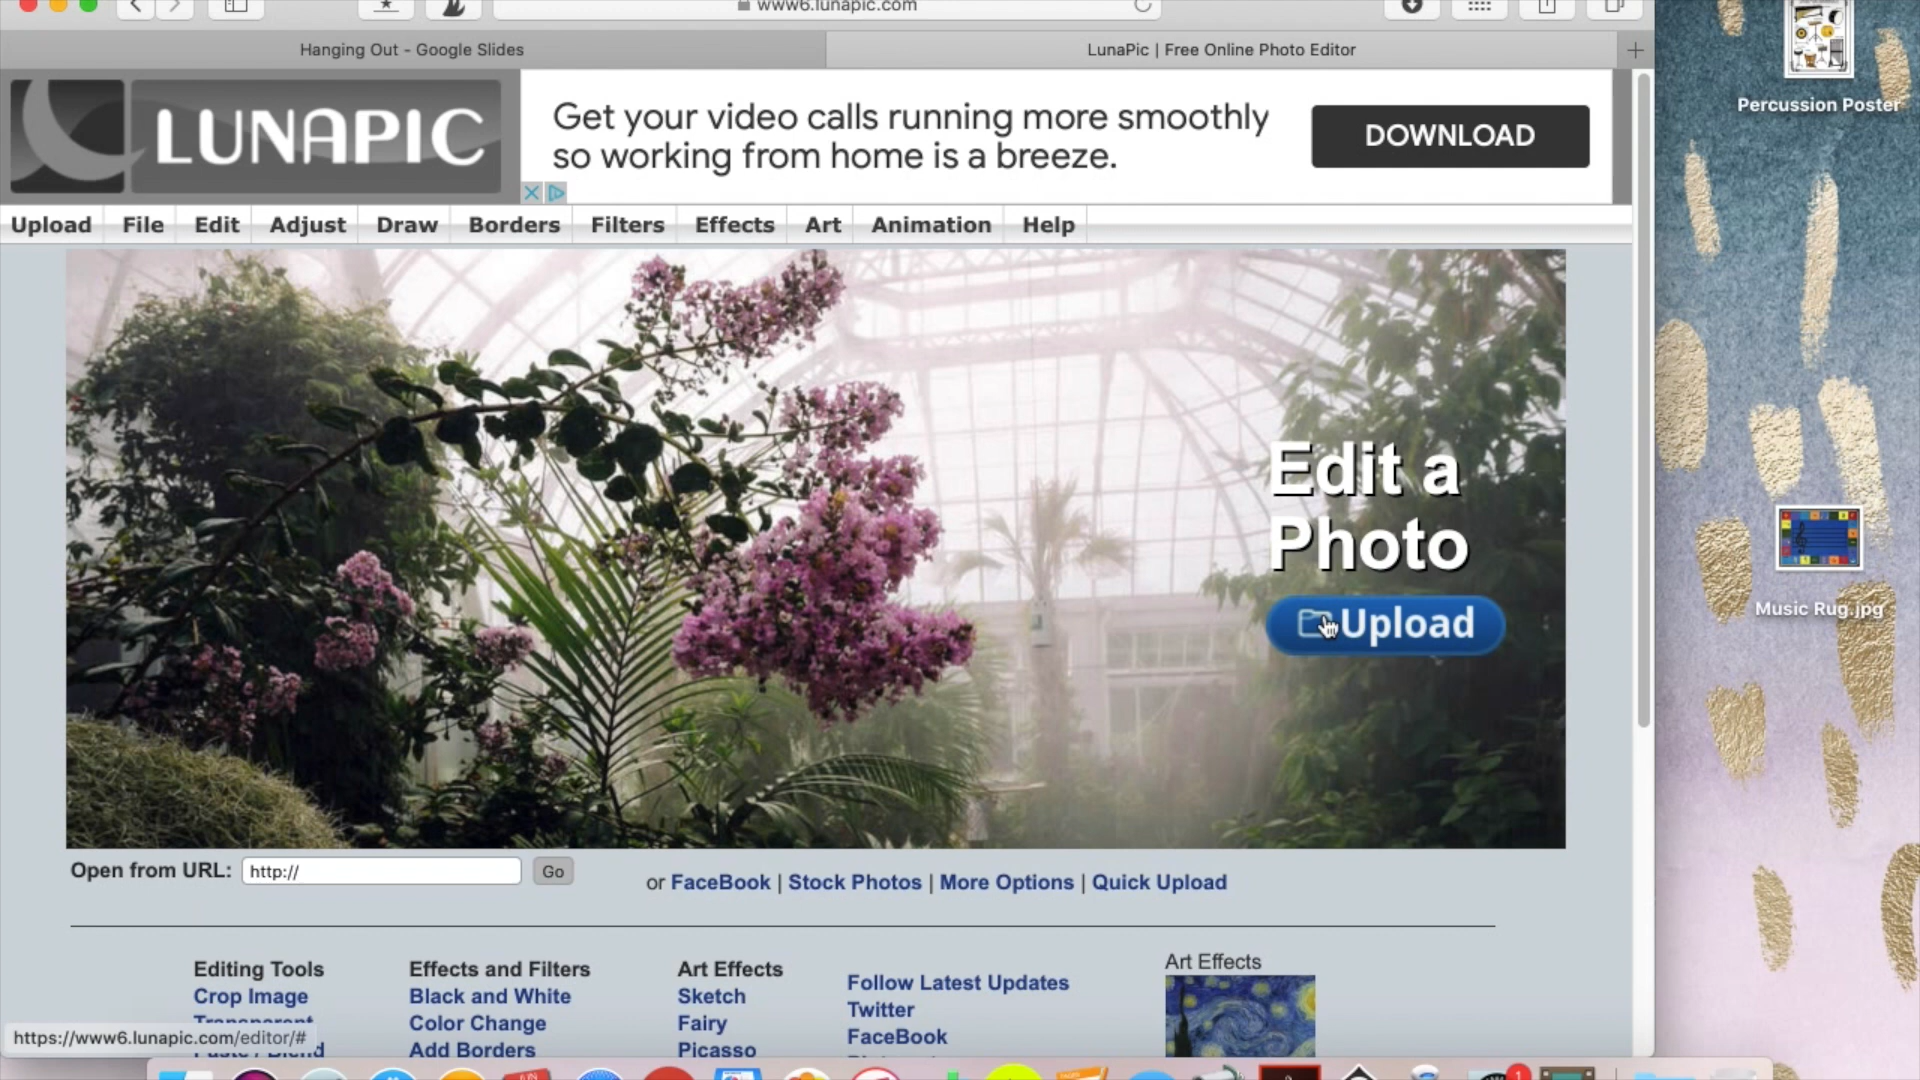 www6.lunapic.com
Hanging Out - Google Slides
LunaPic | Free Online Photo Editor
LUNAPIC
Get your video calls running more smoothly
so working from home is a breeze.
DOWNLOAD
Upload File Edit Adjust Draw Borders Filters Effects Art Animation Help
Edit a
Photo
Upload
Open from URL: http:// Go
or FaceBook | Stock Photos | More Options | Quick Upload
Editing Tools
Crop Image
Transparent
Paste / Blend
Effects and Filters
Black and White
Color Change
Add Borders
Art Effects
Sketch
Fairy
Picasso
Follow Latest Updates
Twitter
FaceBook
Art Effects
https://www6.lunapic.com/editor/#
Percussion Poster
Music Rug.jpg
1